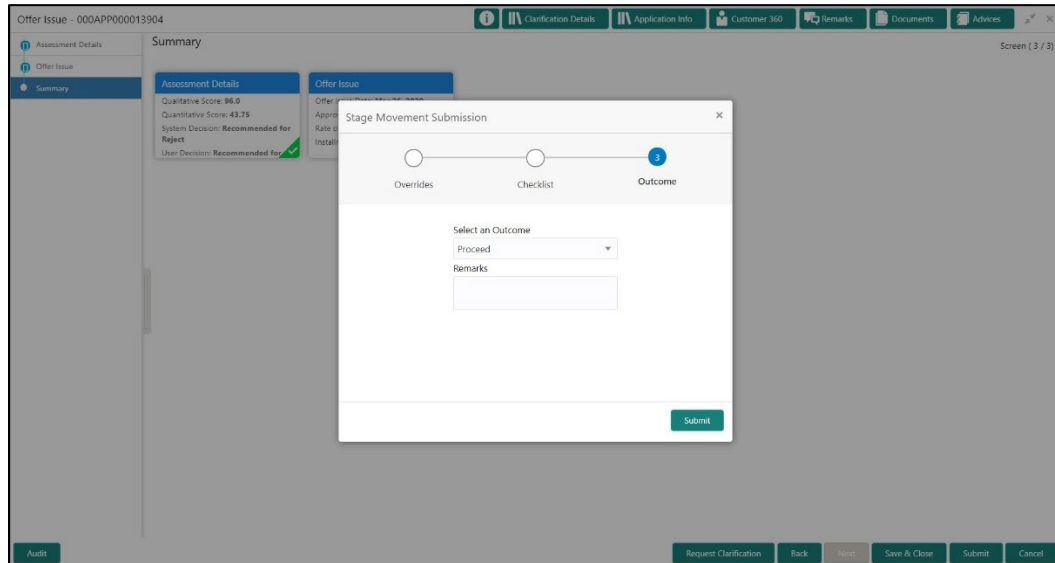 Offer Issue - 000APP000013904
Clarification Details
Application Info
Customer 360
Remarks
Documents
Advices
Assessment Details
Offer Issue
Summary
Summary
Screen ( 3 / 3)
Assessment Details
Qualitative Score: 96.0
Quantitative Score: 43.75
System Decision: Recommended for
Reject
User Decision: Recommended for
Offer Issue
Stage Movement Submission
3
Overrides
Checklist
Outcome
Select an Outcome
Proceed
Remarks
Submit
Audit
Request Clarification
Back
Next
Save & Close
Submit
Cancel